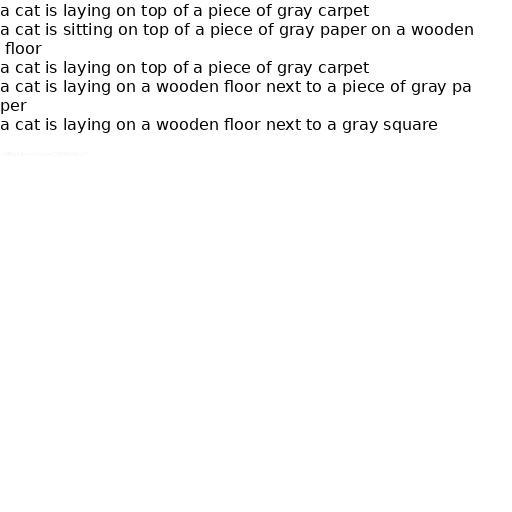 a cat is laying on top of a piece of gray carpet
a cat is sitting on top of a piece of gray paper on a wooden
floor
a cat is laying on top of a piece of gray carpet
a cat is laying on a wooden floor next to a piece of gray pa
per
a cat is laying on a wooden floor next to a gray square